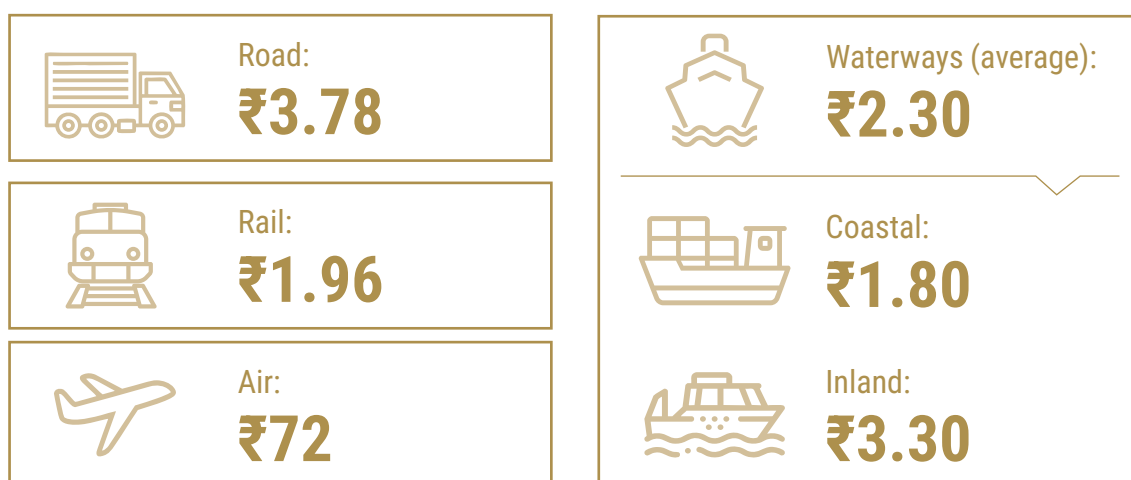 Road:
₹3.78
Rail:
₹1.96
Air:
₹72
Waterways (average):
₹2.30
Coastal:
₹1.80
Inland:
₹3.30